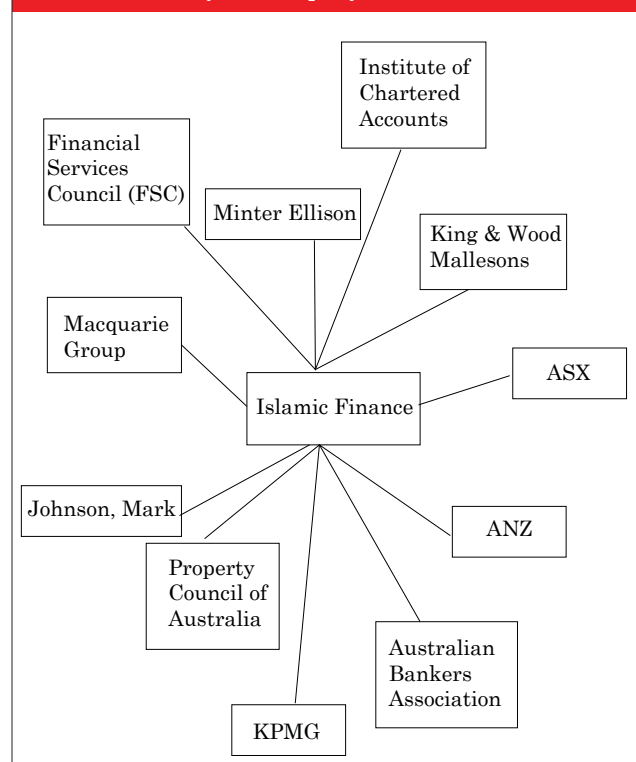 Institute of
Chartered
Accounts
Financial
Services
Council (FSC)
Minter Ellison
King & Wood
Mallesons
Macquarie
Group
ASX
Islamic Finance
Johnson, Mark
ANZ
Property
Council of
Australia
Australian
Bankers
Association
KPMG